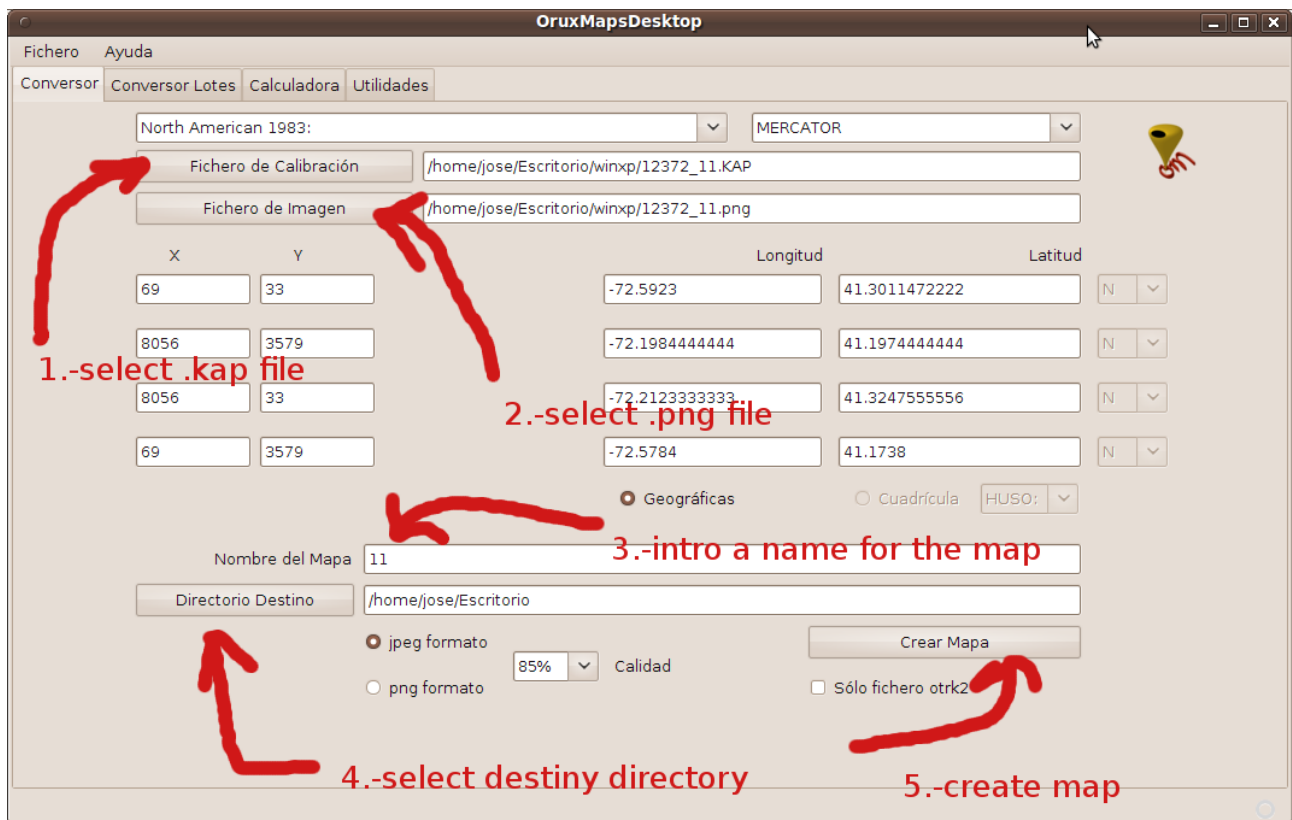 OruxMapsDesktop
Fichero Ayuda
Conversor Conversor Lotes Calculadora Utilidades
North American 1983: MERCATOR
Fichero de Calibración /home/jose/Escritorio/winxp/12372_11.KAP
Fichero de Imagen /home/jose/Escritorio/winxp/12372_11.png
X Y Longitud Latitud
69 33 -72.5923 41.3011472222 N
8056 3579 -72.1984444444 41.1974444444 N
1.-select .kap file
8056 33 -72.2123333333 41.3247555556 N
2.-select .png file
69 3579 -72.5784 41.1738 N
Geográficas Cuadrícula HUSO:
3.-intro a name for the map
Nombre del Mapa 11
Directorio Destino /home/jose/Escritorio
jpeg formato Crear Mapa
85% Calidad
png formato Sólo fichero otrk2
4.-select destiny directory
5.-create map